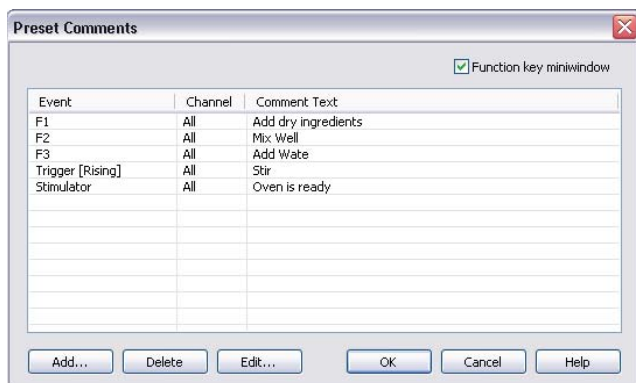 Preset Comments
Function key miniwindow
Event Channel Comment Text
F1 All Add dry ingredients
F2 All Mix Well
F3 All Add Wate
Trigger [Rising] All Stir
Stimulator All Oven is ready
Add... Delete Edit... OK Cancel Help